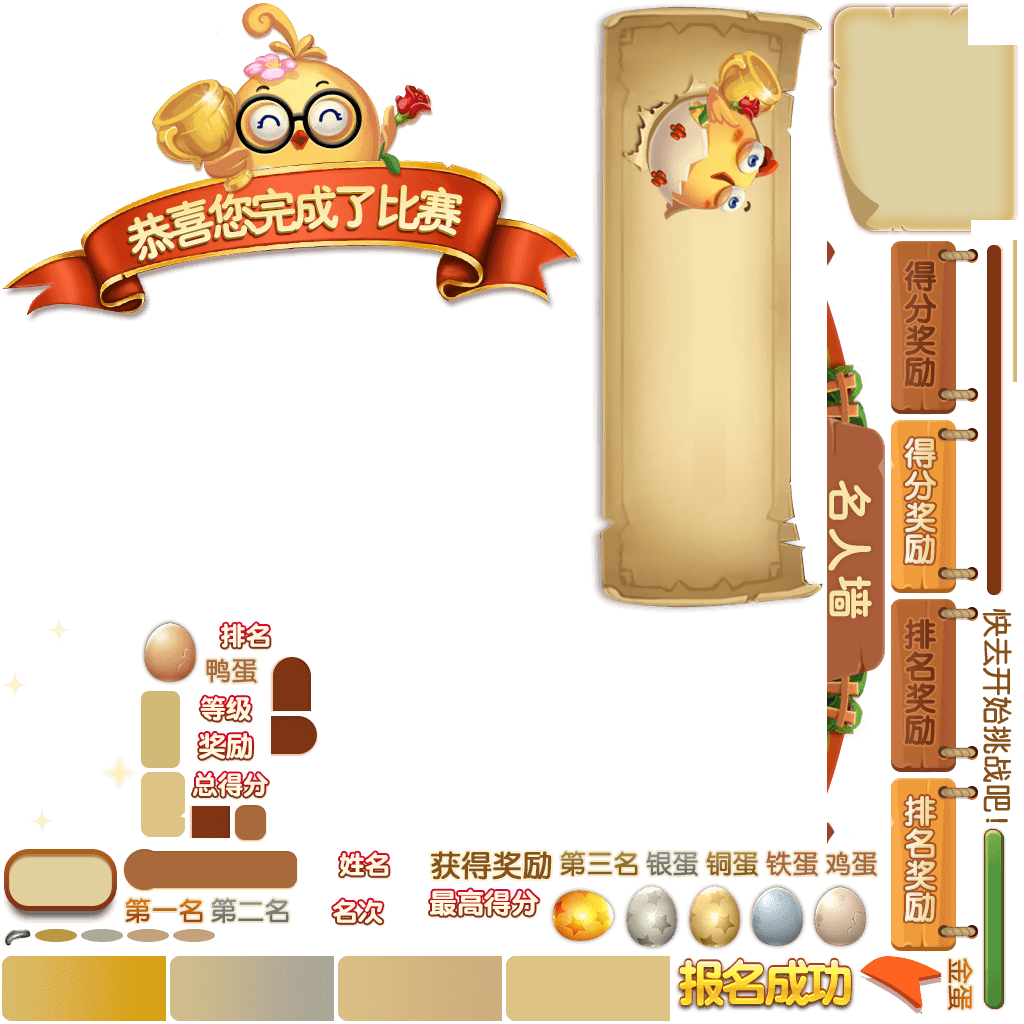 恭喜您完成了比赛
得分奖励
得分奖励
名人墙
排名奖励
快去开始挑战吧!
排名奖励
排名
鸭蛋
等级
奖励
总得分
姓名
获得奖励
第三名
银蛋
铜蛋
铁蛋
鸡蛋
第一名
第二名
名次
最高得分
报名成功
金蛋